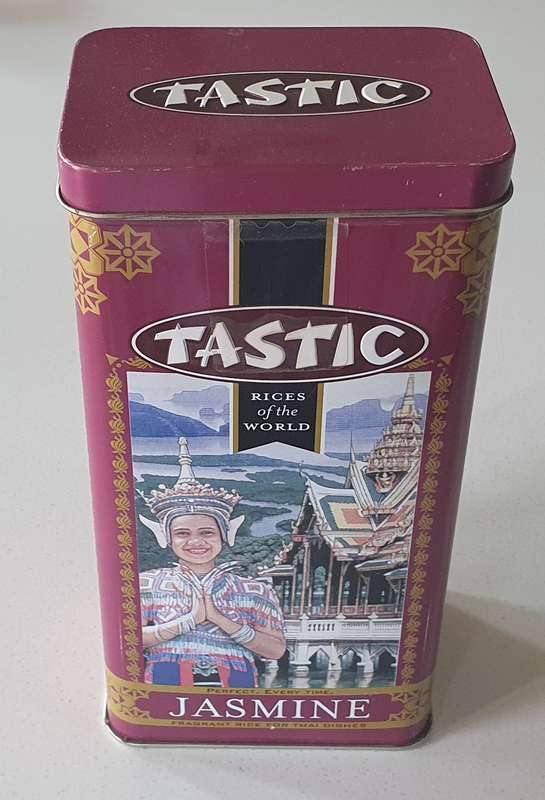 TASTIC
TASTIC
RICES
of the
WORLD
PERFECT. EVERY TIME.
JASMINE
FRAGRANT RICE FOR THAI DISHES